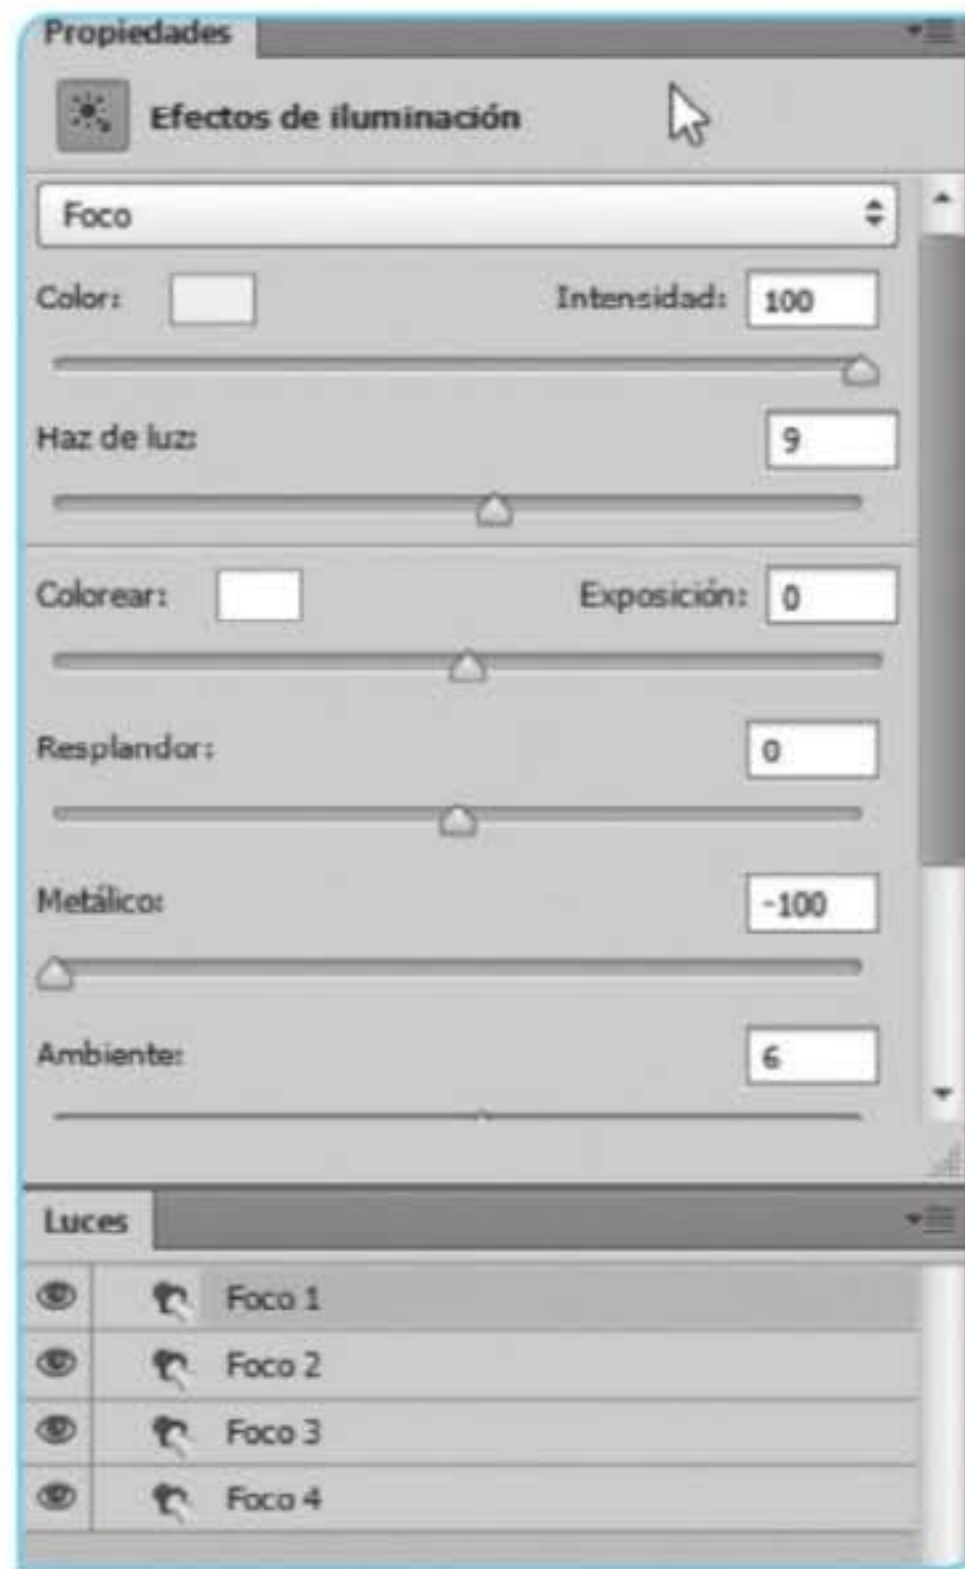 Propiedades
Efectos de iluminación
Foco
Color: Intensidad: 100
Haz de luz: 9
Colorear: Exposición: 0
Resplandor: 0
Metálico: -100
Ambiente: 6
Luces
Foco 1
Foco 2
Foco 3
Foco 4